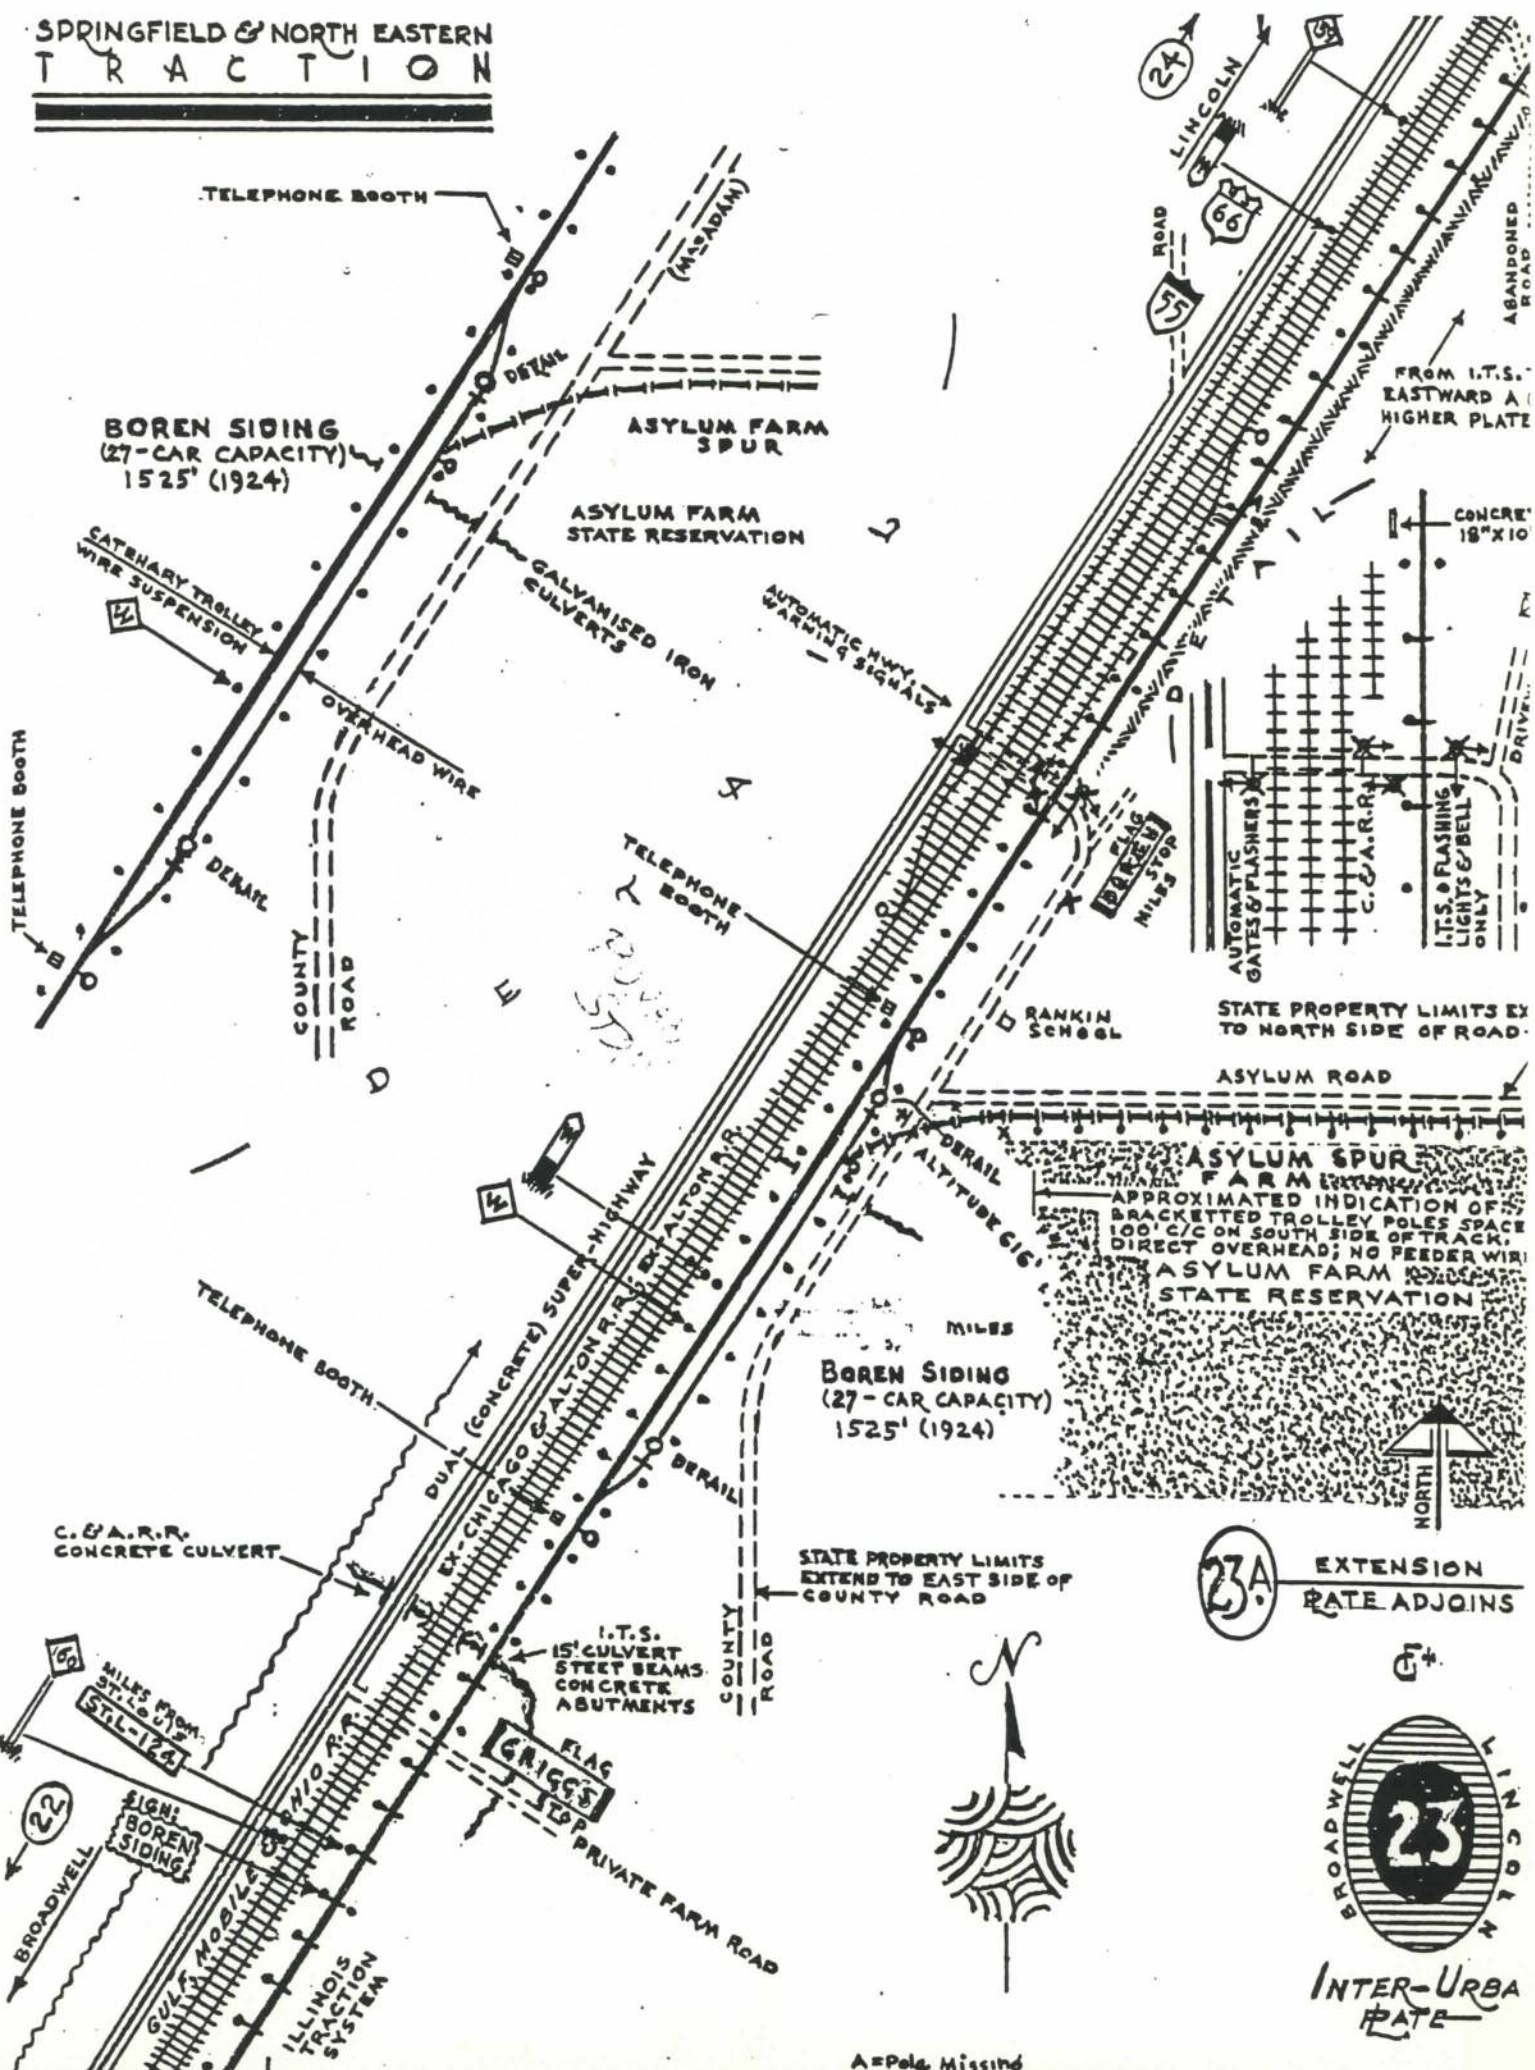 SPRINGFIELD & NORTH EASTERN
TRACTION
TELEPHONE BOOTH
(MACADAM)
DETAIL
BOREN SIDING
(27-CAR CAPACITY)
1525' (1924)
ASYLUM FARM
SPUR
ASYLUM FARM
STATE RESERVATION
CATENARY TROLLEY
WIRE SUSPENSION
W
GALVANISED IRON
CULVERTS
OVERHEAD WIRE
TELEPHONE BOOTH
DERAIL
COUNTY
ROAD
24
LINCOLN
66
ROAD
55
ABANDONED
ROAD
FROM I.T.S.
EASTWARD A
HIGHER PLATE
DETAIL
CONCRE
18"X10'
AUTOMATIC HWY.
WARNING SIGNALS
DRIVE
AUTOMATIC
GATES & FLASHERS
C. & A.R.R.
I.T.S. FLASHING
LIGHTS & BELL
ONLY
FLAG
BOREN
STOP
MILES
TELEPHONE
BOOTH
RANKIN
SCHOOL
STATE PROPERTY LIMITS EX
TO NORTH SIDE OF ROAD
ASYLUM ROAD
DERAIL
ALTITUDE 616'
ASYLUM SPUR
FARM
APPROXIMATED INDICATION OF
BRACKETTED TROLLEY POLES SPACE
100' C/C ON SOUTH SIDE OF TRACK.
DIRECT OVERHEAD; NO FEEDER WIR
ASYLUM FARM
STATE RESERVATION
W
DUAL (CONCRETE) SUPER-HIGHWAY
EX-CHICAGO & ALTON R.R., EX-ALTON R.R.
TELEPHONE BOOTH
MILES
BOREN SIDING
(27-CAR CAPACITY)
1525' (1924)
DERAIL
NORTH
C. & A.R.R.
CONCRETE CULVERT
STATE PROPERTY LIMITS
EXTEND TO EAST SIDE OF
COUNTY ROAD
COUNTY
ROAD
23A.
EXTENSION
PLATE ADJOINS
I.T.S.
15' CULVERT
STEET BEAMS
CONCRETE
ABUTMENTS
N
MILES FROM
ST. LOUIS
ST.L-124
FLAG
GRIGGS
STOP
PRIVATE FARM ROAD
22
BROADWELL
SIGN:
BOREN
SIDING
GULF, MOBILE & OHIO R.R.
ILLINOIS
TRACTION
SYSTEM
BROADWELL
23
LINCOLN
INTER-URBA
PLATE
A=Pole Missing